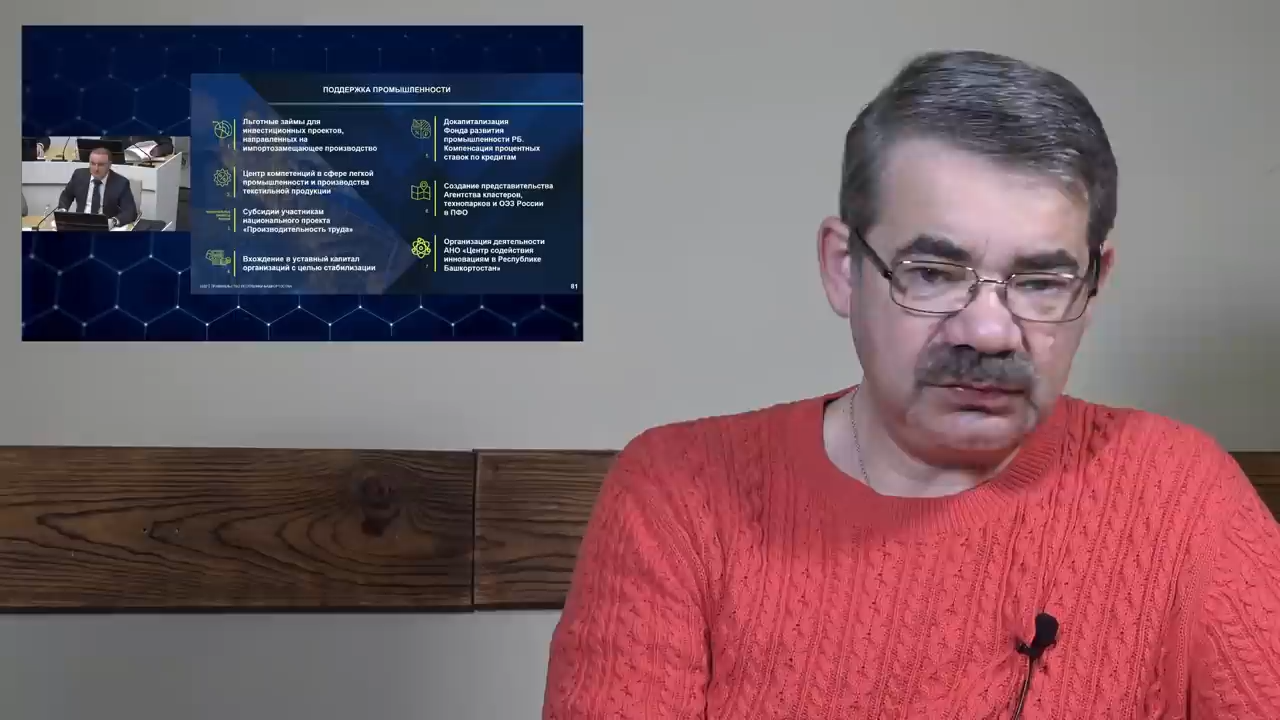 ПОДДЕРЖКА ПРОМЫШЛЕННОСТИ
Льготные займы для
инвестиционных проектов,
направленных на
импортозамещающее производство
Центр компетенций в сфере легкой
промышленности и производства
текстильной продукции
Субсидии участникам
национального проекта
«Производительность труда»
Вхождение в уставный капитал
организаций с целью стабилизации
Докапитализация
Фонда развития
промышленности РБ.
Компенсация процентных
ставок по кредитам
Создание представительства
Агентства кластеров,
технопарков и ОЭЗ России
в ПФО
Организация деятельности
АНО «Центр содействия
инновациям в Республике
Башкортостан»
81